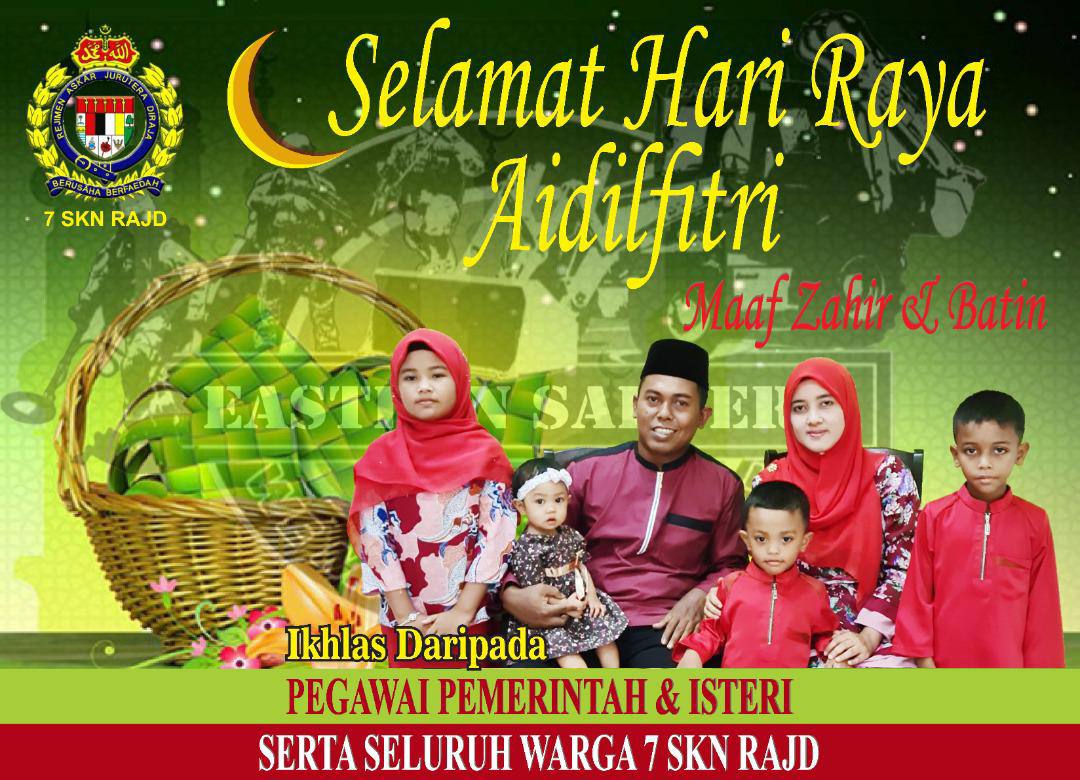 REJIMEN ASKAR JURUTERA DIRAJA
BERUSAHA BERFAEDAH
7 SKN RAJD
Selamat Hari Raya
Aidilfitri
Maaf Zahir & Batin
Ikhlas Daripada
PEGAWAI PEMERINTAH & ISTERI
SERTA SELURUH WARGA 7 SKN RAJD